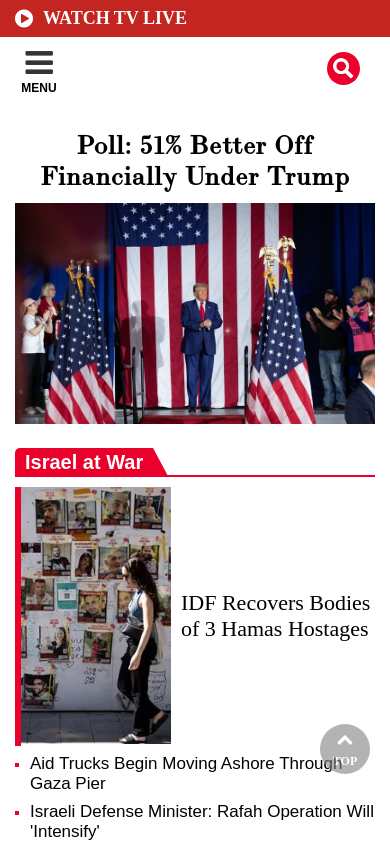 WATCH TV LIVE
MENU
Poll: 51% Better Off
Financially Under Trump
Israel at War
IDF Recovers Bodies
of 3 Hamas Hostages
Aid Trucks Begin Moving Ashore Through
Gaza Pier
TOP
Israeli Defense Minister: Rafah Operation Will
'Intensify'